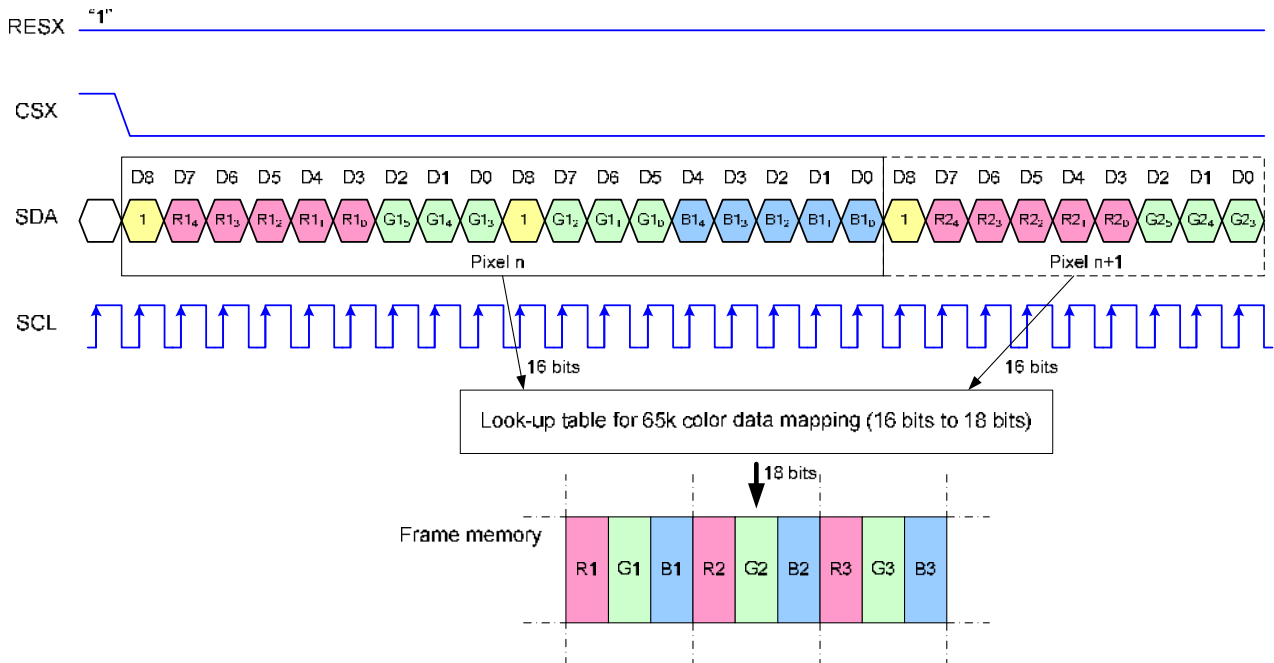 "1"
RESX
CSX
D8 D7 D6 D5 D4 D3 D2 D1 D0 D8 D7 D6 D5 D4 D3 D2 D1 D0 D8 D7 D6 D5 D4 D3 D2 D1 D0
SDA 1 R1₄ R1₃ R1₂ R1₁ R1₀ G1₅ G1₄ G1₃ 1 G1₂ G1₁ G1₀ B1₄ B1₃ B1₂ B1₁ B1₀ 1 R2₄ R2₃ R2₂ R2₁ R2₀ G2₅ G2₄ G2₃
Pixel n Pixel n+1
SCL
16 bits 16 bits
Look-up table for 65k color data mapping (16 bits to 18 bits)
18 bits
Frame memory
R1 G1 B1 R2 G2 B2 R3 G3 B3